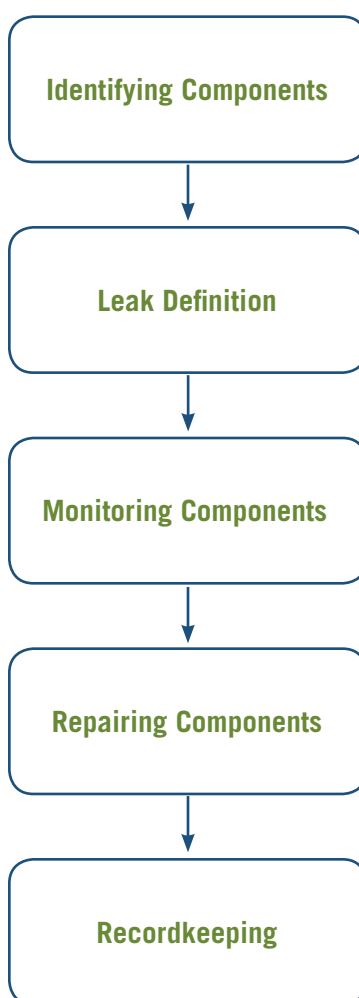 Identifying Components
Leak Definition
Monitoring Components
Repairing Components
Recordkeeping